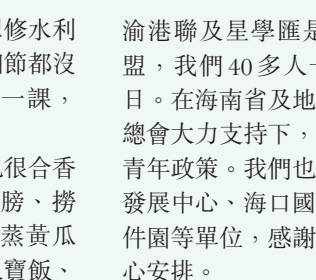 修水利
節都沒
一課，
很合香
膀、撈
蒸黃瓜
寶飯、
渝港聯及星學匯是
盟，我們40多人一
日。在海南省及地
總會大力支持下，
青年政策。我們也
發展中心、海口國
件園等單位，感謝
心安排。